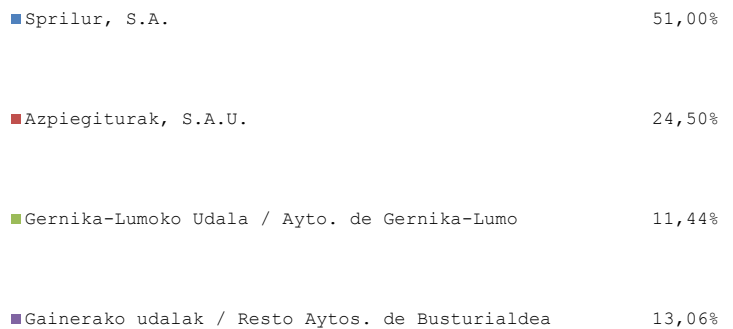 Sprilur, S.A. 51,00%
Azpiegiturak, S.A.U. 24,50%
Gernika-Lumoko Udala / Ayto. de Gernika-Lumo 11,44%
Gainerako udalak / Resto Aytos. de Busturialdea 13,06%